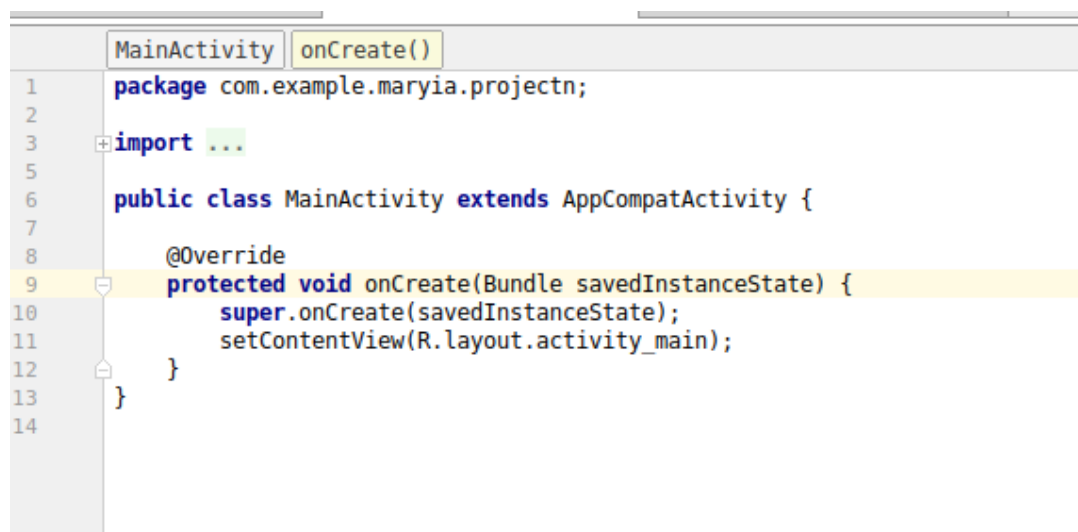 MainActivity onCreate()
1 package com.example.maryia.projectn;
2
3 import ...
5
6 public class MainActivity extends AppCompatActivity {
7
8 @Override
9 protected void onCreate(Bundle savedInstanceState) {
10 super.onCreate(savedInstanceState);
11 setContentView(R.layout.activity_main);
12 }
13 }
14